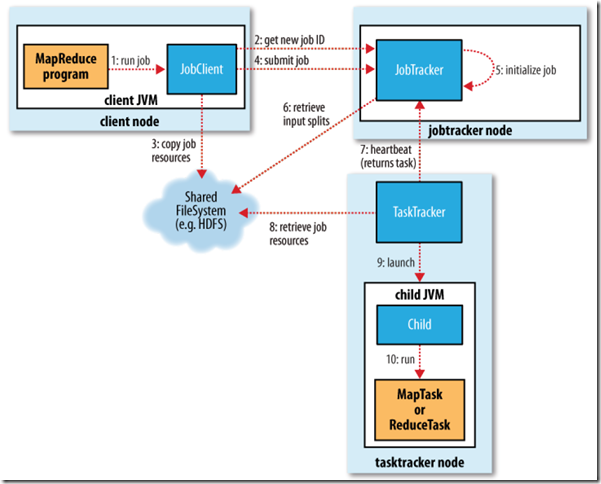 MapReduce
program
1: run job
JobClient
client JVM
client node
2: get new job ID
4: submit job
JobTracker
5: initialize job
jobtracker node
3: copy job
resources
6: retrieve
input splits
7: heartbeat
(returns task)
Shared
FileSystem
(e.g. HDFS)
8: retrieve job
resources
TaskTracker
9: launch
child JVM
Child
10: run
MapTask
or
ReduceTask
tasktracker node